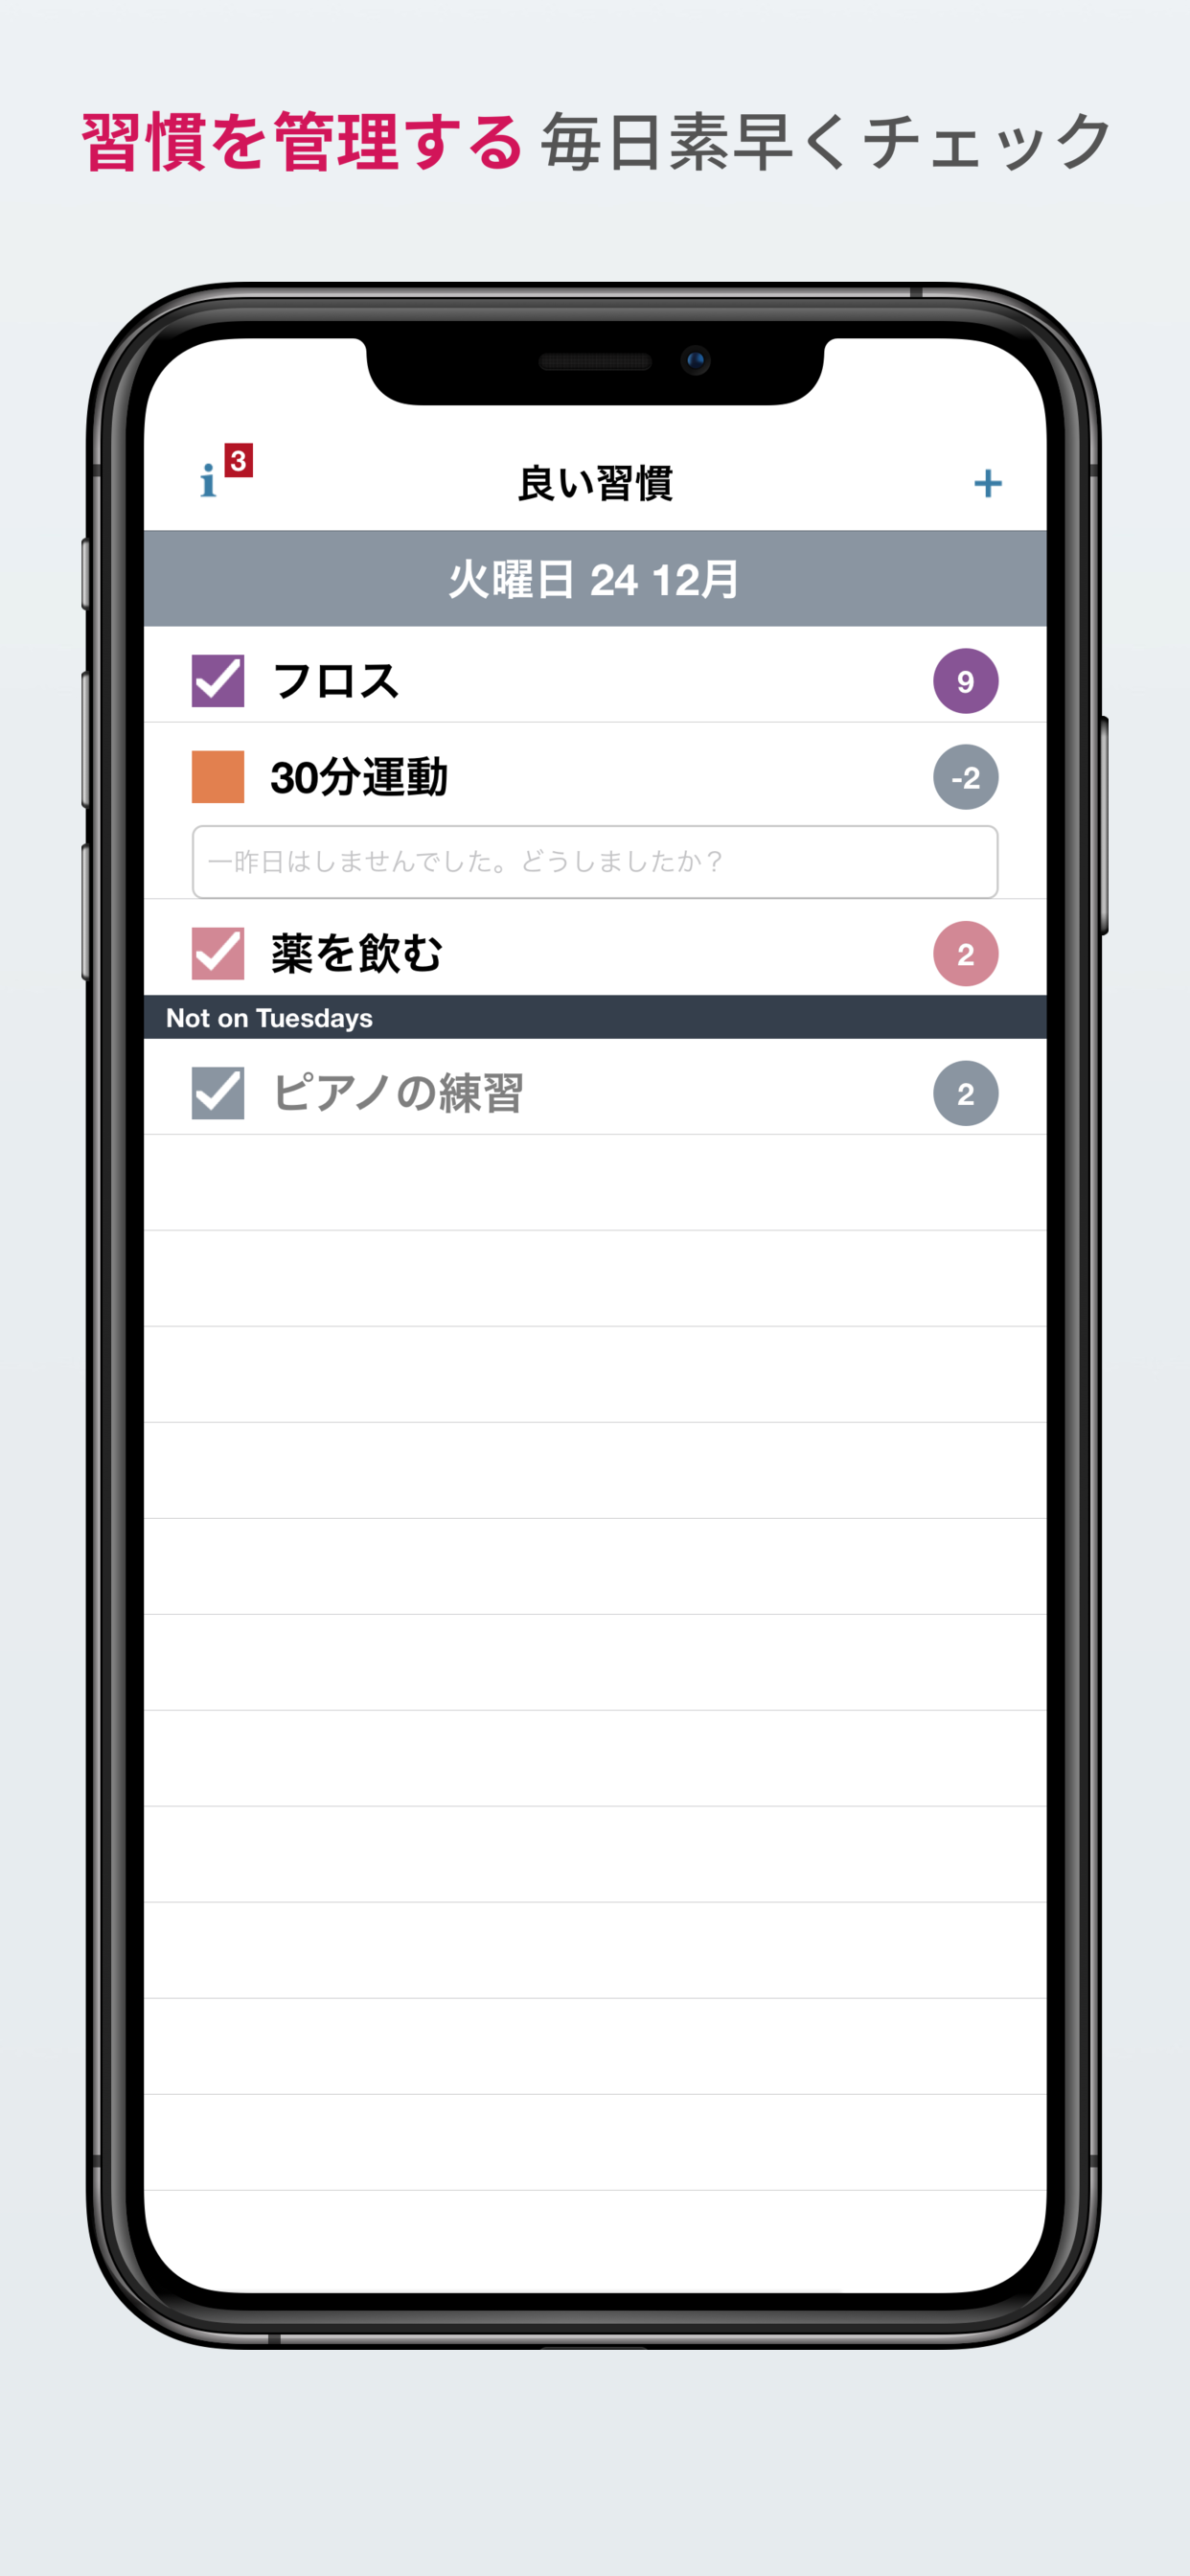 習慣を管理する 毎日素早くチェック
i 3
良い習慣
+
火曜日 24 12月
フロス 9
30分運動 -2
一昨日はしませんでした。どうしましたか？
薬を飲む 2
Not on Tuesdays
ピアノの練習 2